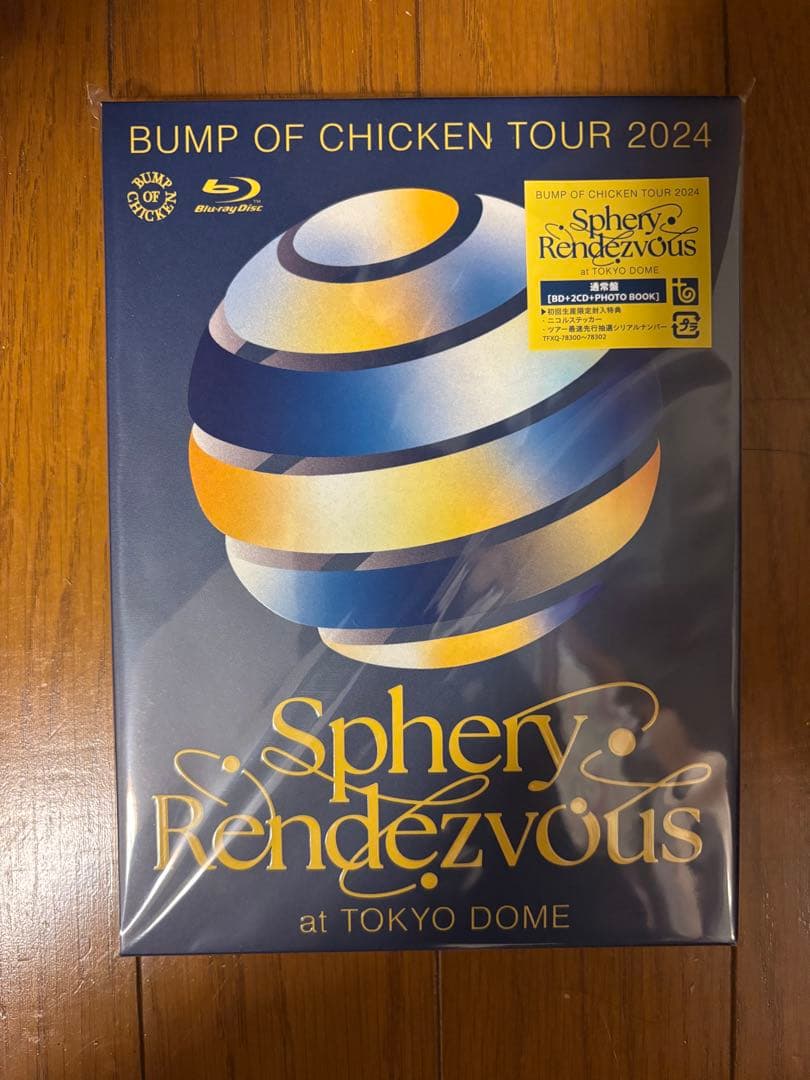 BUMP OF CHICKEN TOUR 2024
BUMP
OF
CHICKEN
Blu-ray Disc
TM
BUMP OF CHICKEN TOUR 2024
Sphery
Rendezvous
at TOKYO DOME
通常盤
[BD+2CD+PHOTO BOOK]
▶初回生産限定封入特典
・ニコルステッカー
・ツアー最速先行抽選シリアルナンバー
TFXQ-78300〜78302
プラ
Sphery
Rendezvous
at TOKYO DOME